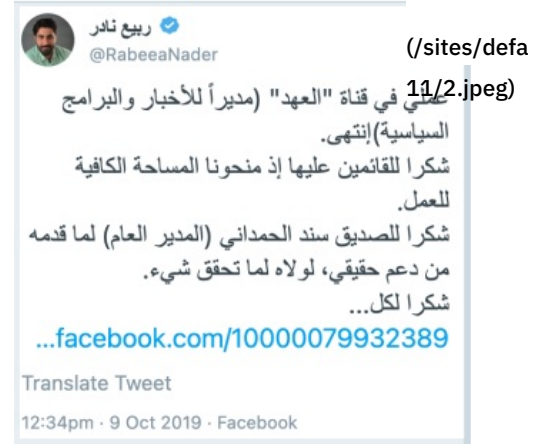 ربيع نادر
@RabeeaNader
(/sites/defa
11/2.jpeg)
عملي في قناة "العهد" (مديراً للأخبار والبرامج
السياسية)إنتهى.
شكرا للقائمين عليها إذ منحونا المساحة الكافية
للعمل.
شكرا للصديق سند الحمداني (المدير العام) لما قدمه
من دعم حقيقي، لولاه لما تحقق شيء.
شكرا لكل...
facebook.com/10000079932389...
Translate Tweet
12:34pm · 9 Oct 2019 · Facebook